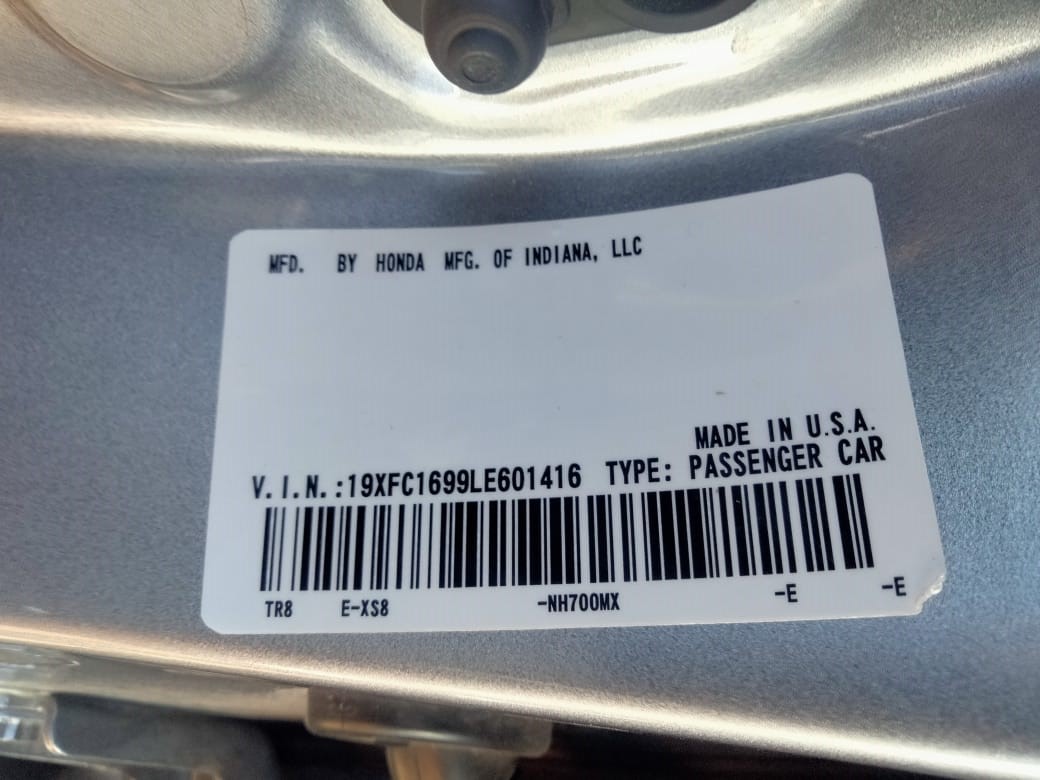 MFD. BY HONDA MFG. OF INDIANA, LLC
MADE IN U.S.A.
V.I.N.:19XFC1699LE601416 TYPE: PASSENGER CAR
TR8 E-XS8 -NH700MX -E -E